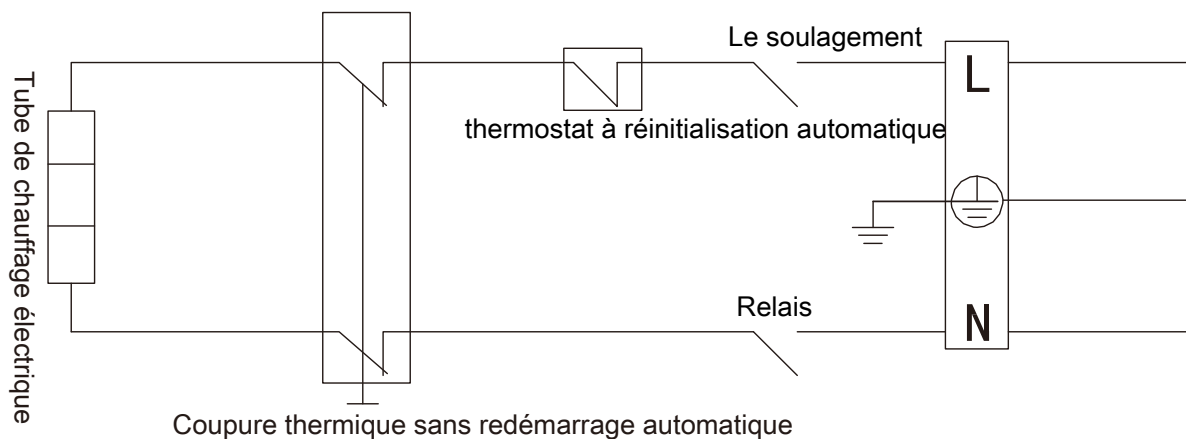 Le soulagement
L
thermostat à réinitialisation automatique
Tube de chauffage électrique
Relais
N
Coupure thermique sans redémarrage automatique